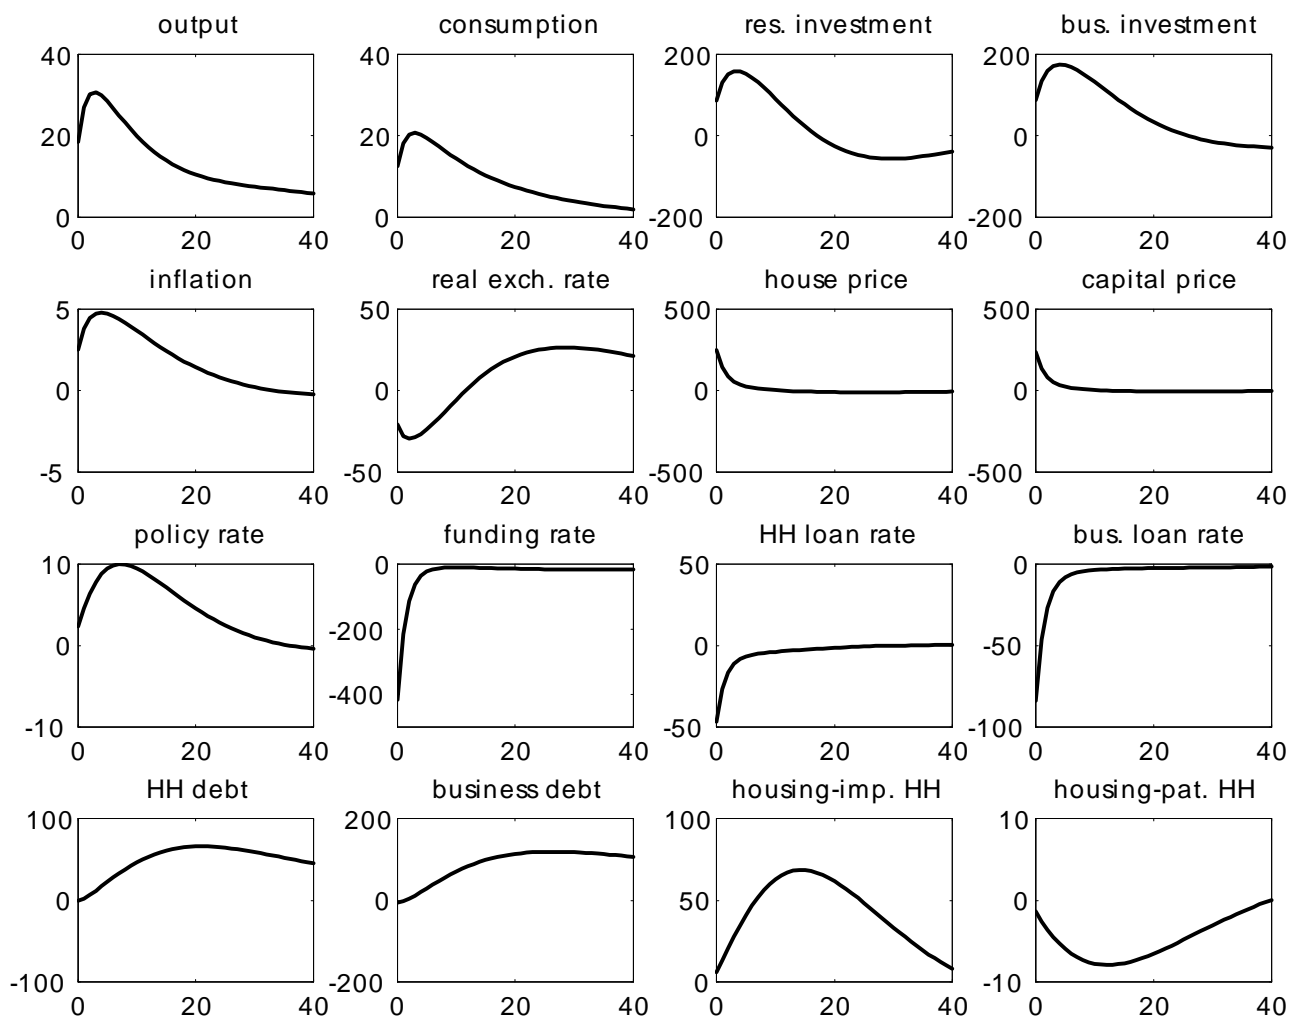 output consumption res. investment bus. investment
40 40 200 200
20 20 0 0
0 0 -200 -200
0 20 40 0 20 40 0 20 40 0 20 40
inflation real exch. rate house price capital price
5 50 500 500
0 0 0 0
-5 -50 -500 -500
0 20 40 0 20 40 0 20 40 0 20 40
policy rate funding rate HH loan rate bus. loan rate
10 0 50 0
0 -200 0 -50
-400
-10 -50 -100
0 20 40 0 20 40 0 20 40 0 20 40
HH debt business debt housing-imp. HH housing-pat. HH
100 200 100 10
0 0 50 0
-100 -200 0 -10
0 20 40 0 20 40 0 20 40 0 20 40